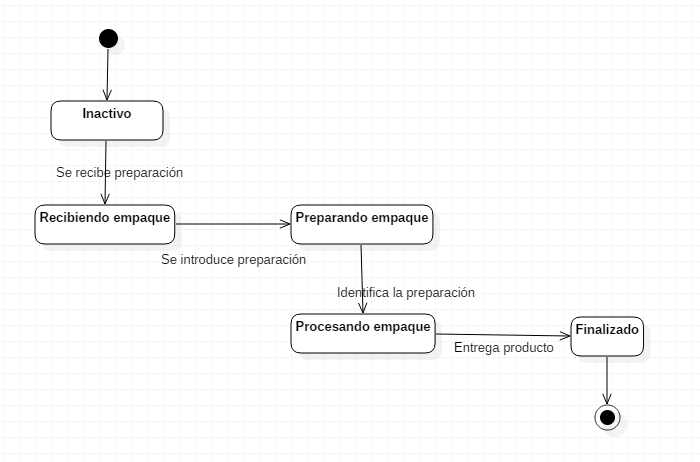 Inactivo
Se recibe preparación
Recibiendo empaque
Preparando empaque
Se introduce preparación
Identifica la preparación
Procesando empaque
Finalizado
Entrega producto